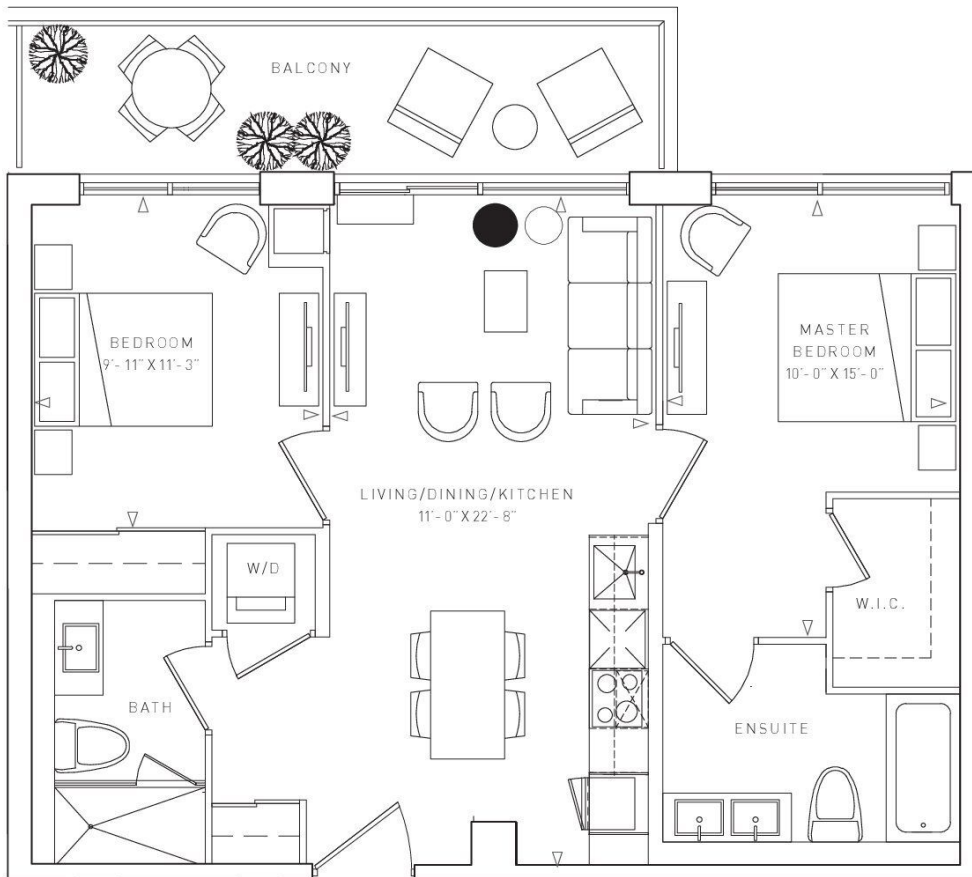 BALCONY
BEDROOM
9'- 11" X 11'- 3"
MASTER
BEDROOM
10'- 0" X 15'- 0"
LIVING/DINING/KITCHEN
11'- 0" X 22'- 8"
W/D
W.I.C.
BATH
ENSUITE